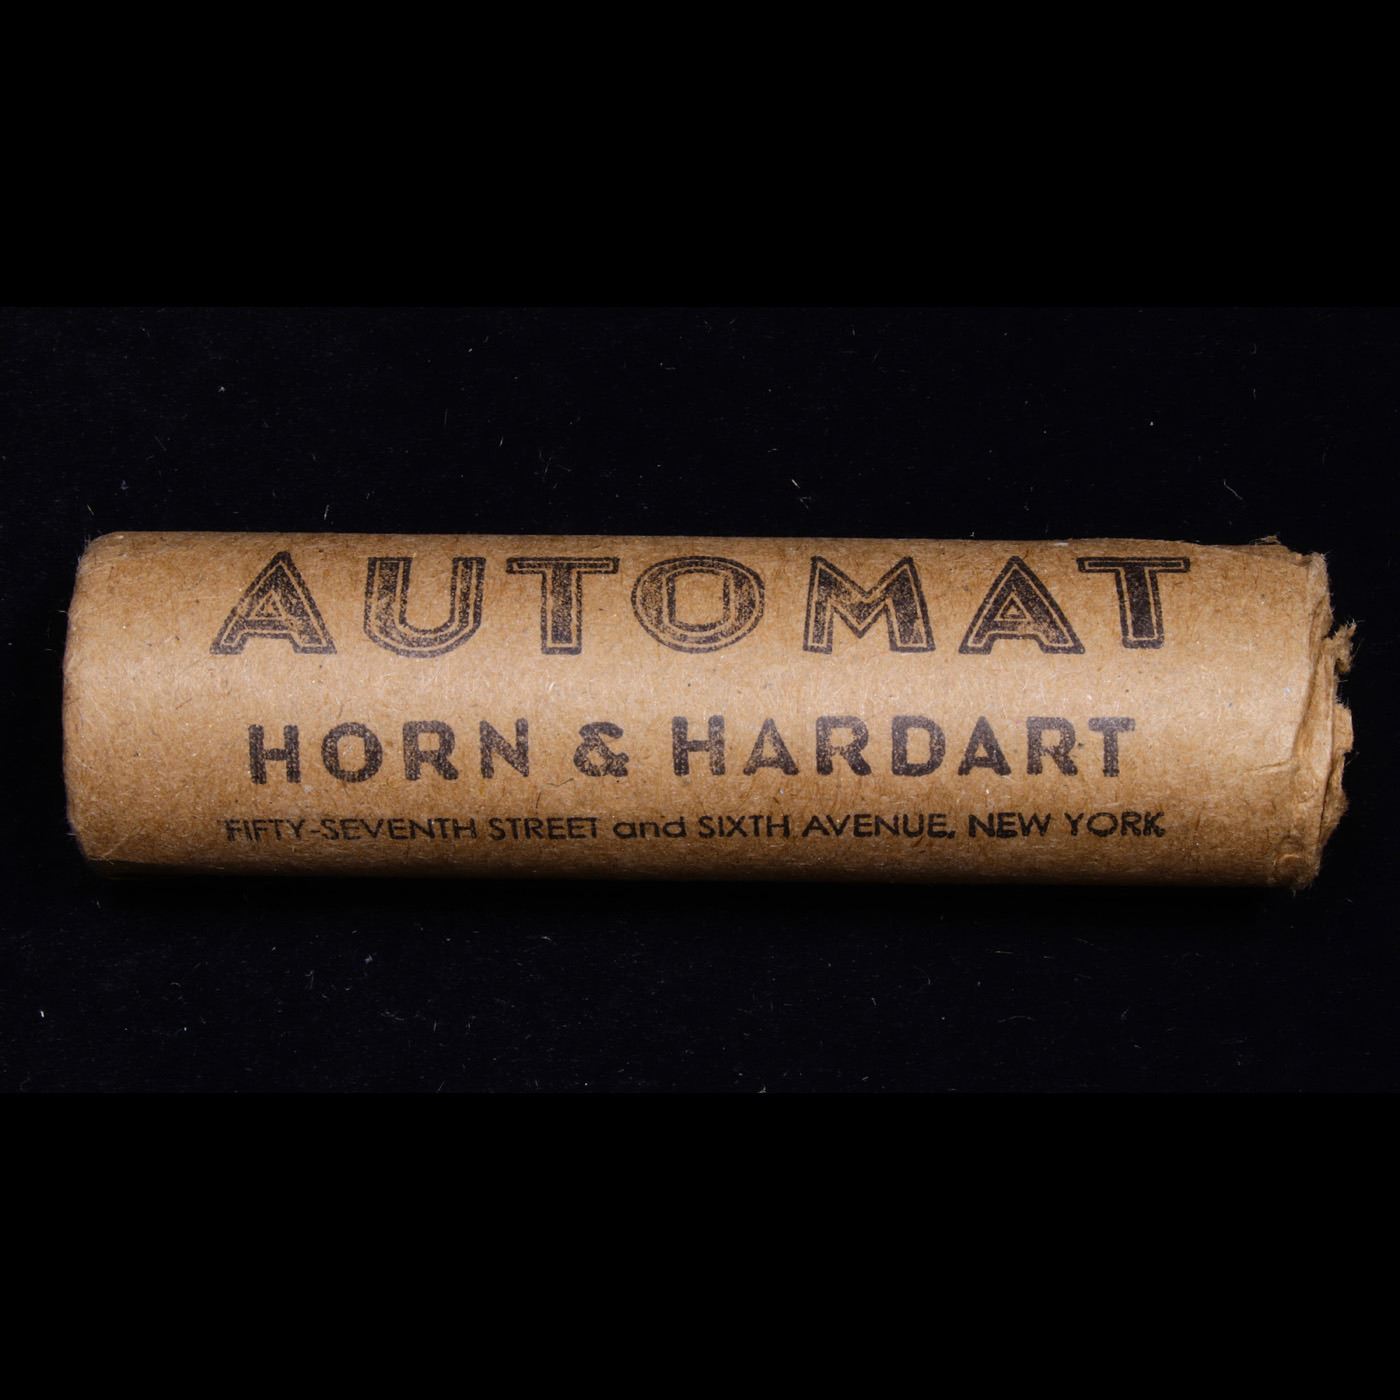 AUTOMAT
HORN & HARDART
FIFTY-SEVENTH STREET and SIXTH AVENUE, NEW YORK